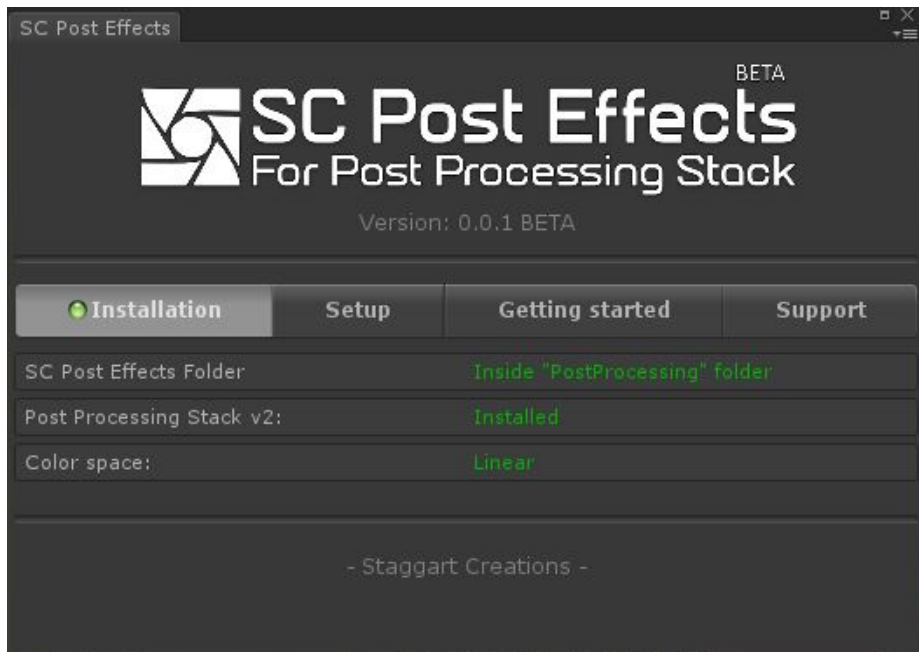 SC Post Effects
BETA
SC Post Effects
For Post Processing Stack
Version: 0.0.1 BETA
Installation Setup Getting started Support
SC Post Effects Folder Inside "PostProcessing" folder
Post Processing Stack v2: Installed
Color space: Linear
- Staggart Creations -